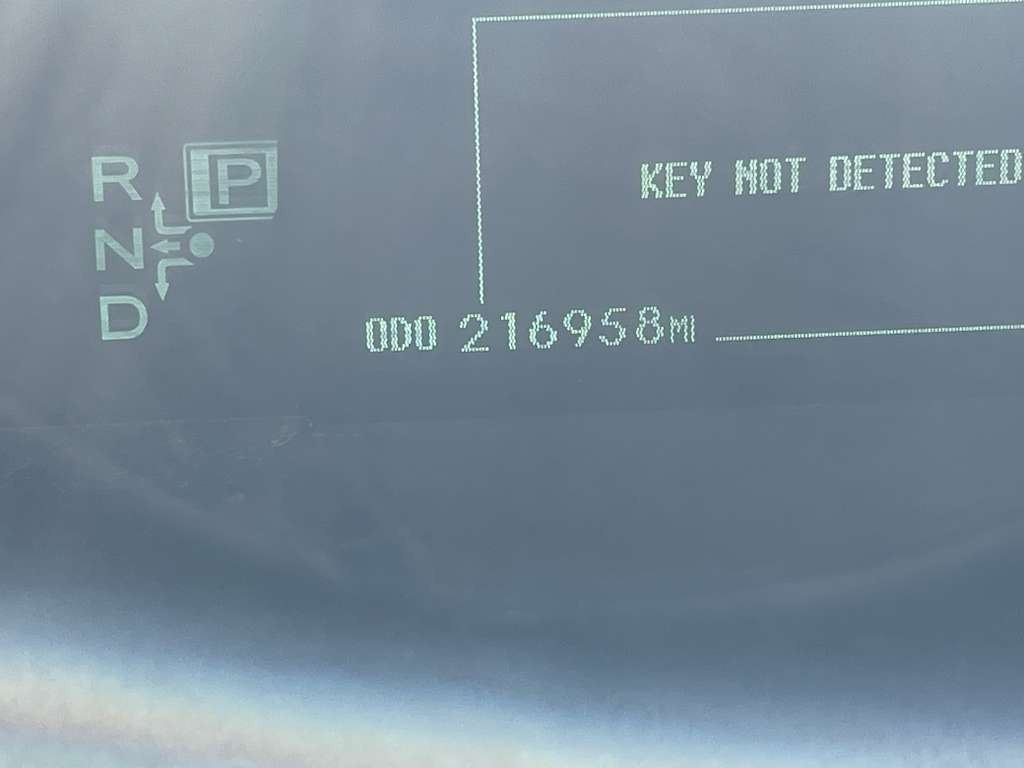 R P
KEY NOT DETECTED
N
D
ODO 216958MI